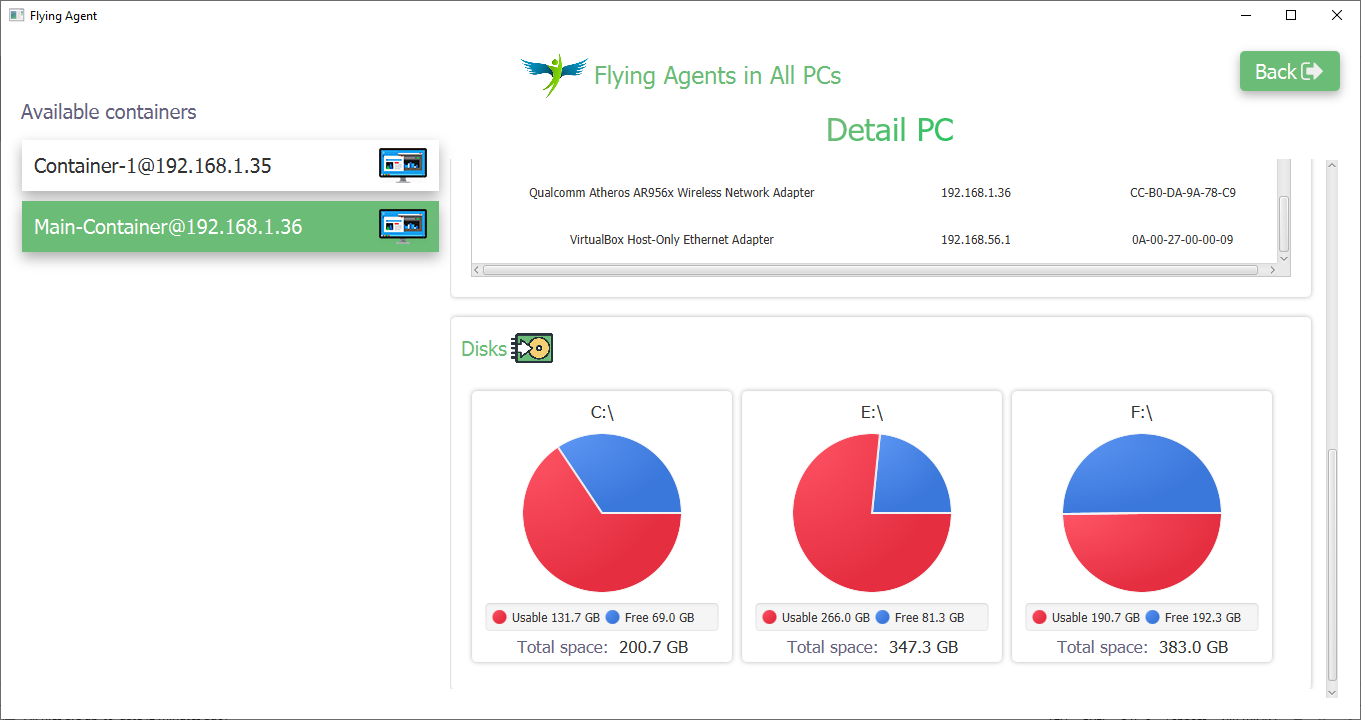 Flying Agent
Flying Agents in All PCs
Back
Available containers
Detail PC
Container-1@192.168.1.35
Main-Container@192.168.1.36
Qualcomm Atheros AR956x Wireless Network Adapter 192.168.1.36 CC-B0-DA-9A-78-C9
VirtualBox Host-Only Ethernet Adapter 192.168.56.1 0A-00-27-00-00-09
Disks
C:\ E:\ F:\
Usable 131.7 GB Free 69.0 GB Usable 266.0 GB Free 81.3 GB Usable 190.7 GB Free 192.3 GB
Total space: 200.7 GB Total space: 347.3 GB Total space: 383.0 GB